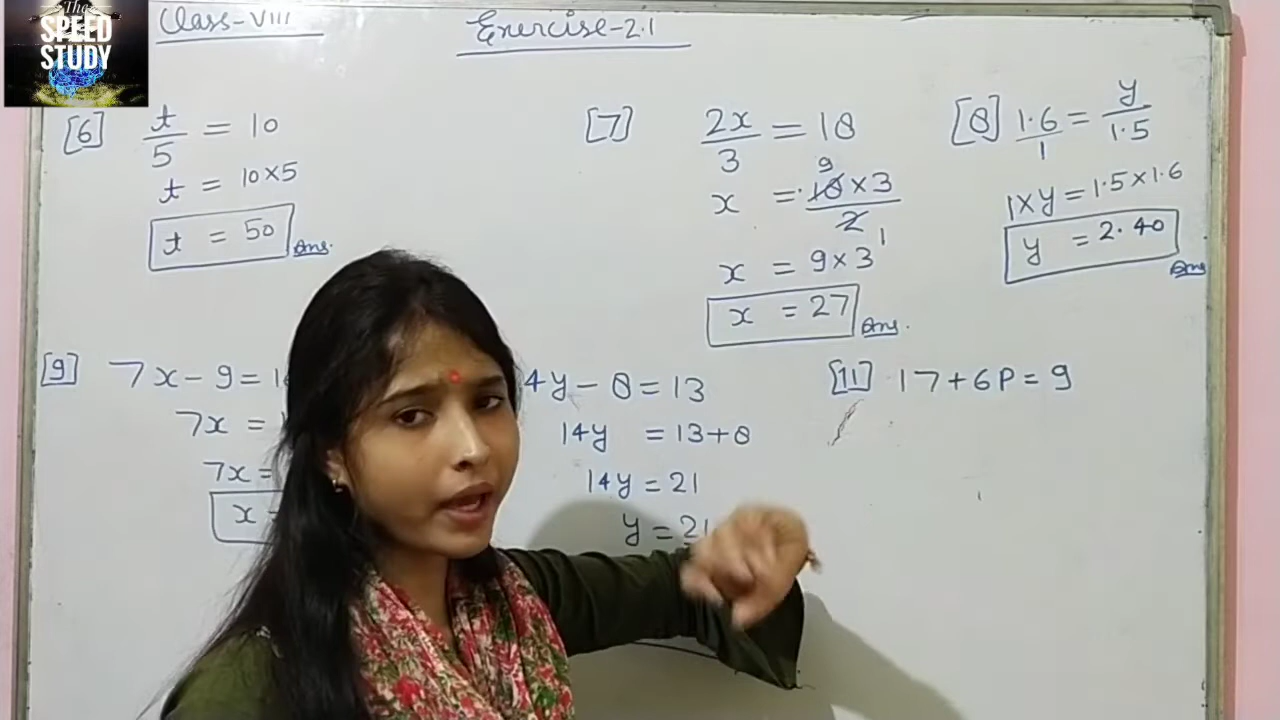 The
SPEED
STUDY
Class-VIII
Exercise-2.1
[6] t/5 = 10
t = 10×5
t = 50 Ans.
[7] 2x/3 = 18
x = 18×3/2
9
1
x = 9×3
x = 27 Ans.
[8] 1.6/1 = y/1.5
1×y = 1.5×1.6
y = 2.40 Ans
[9] 7x-9=1
7x =
7x=
x
4y-8=13
14y =13+8
14y=21
y=21
[11] 17+6P=9